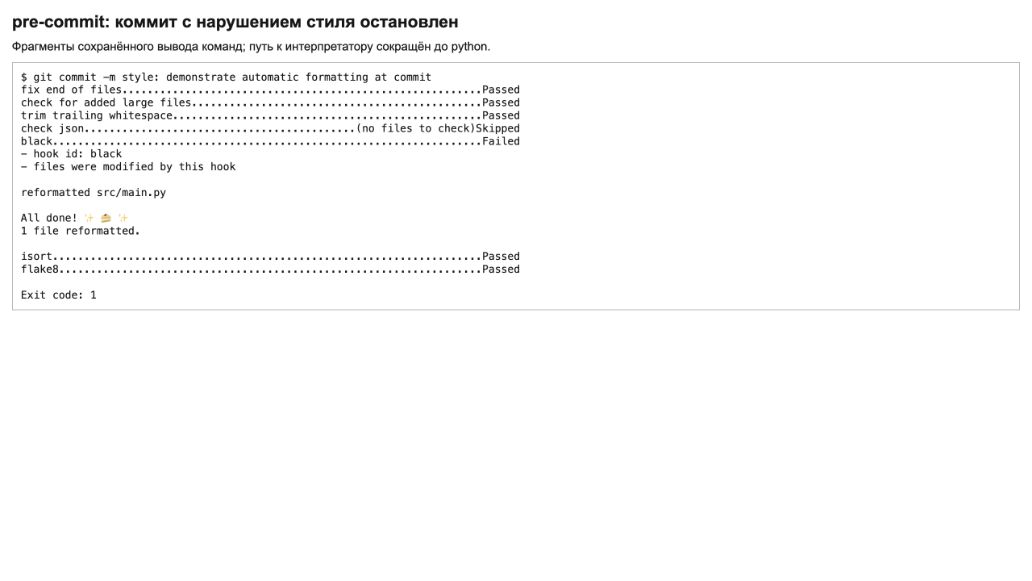 pre-commit: коммит с нарушением стиля остановлен
Фрагменты сохранённого вывода команд; путь к интерпретатору сокращён до python.
$ git commit —m style: demonstrate automatic formatting at commit
fix end of files.........................................................Passed
check for added large files..............................................Passed
trim trailing whitespace.................................................Passed
check json...........................................(no files to check)Skipped
black....................................................................Failed
– hook id: black
– files were modified by this hook
reformatted src/main.py
All done! ✨ 🍰 ✨
1 file reformatted.
isort....................................................................Passed
flake8...................................................................Passed
Exit code: 1